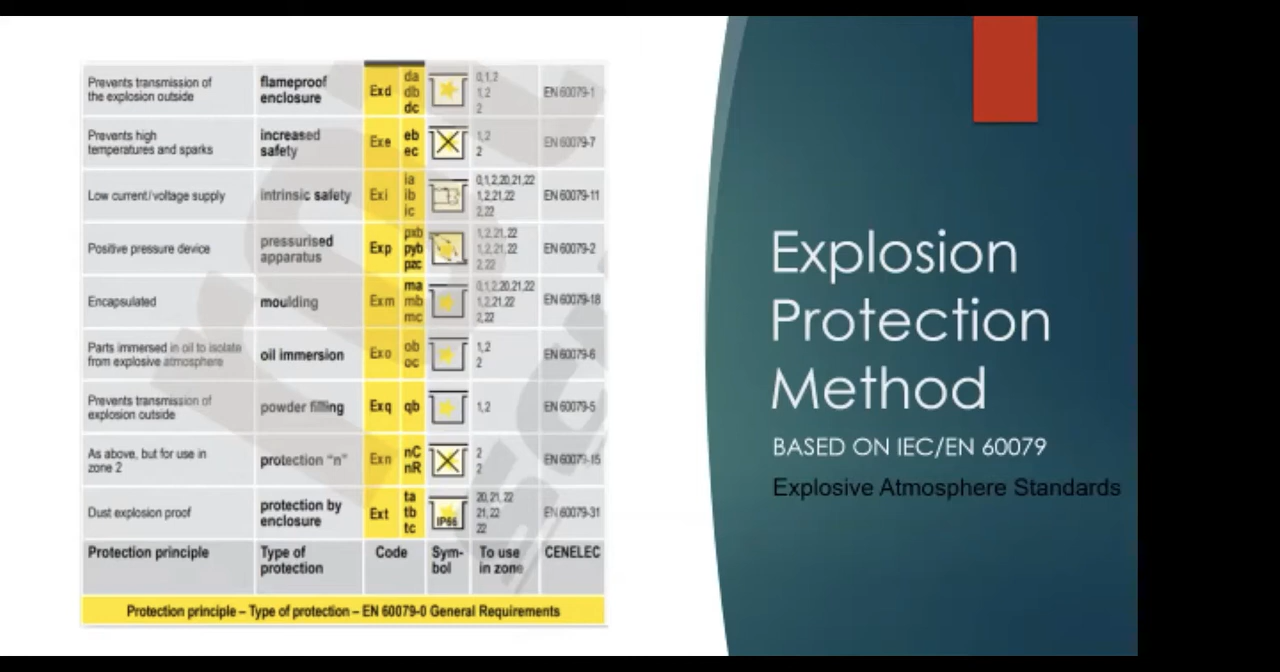 Prevents transmission of
the explosion outside
flameproof
enclosure
Exd
da
db
dc
0,1,2
1,2
2
EN 60079-1
Prevents high
temperatures and sparks
increased
safety
Exe
eb
ec
1,2
2
EN 60079-7
Low current/voltage supply
intrinsic safety
Exi
ia
ib
ic
0,1,2,20,21,22
1,2,21,22
2,22
EN 60079-11
Positive pressure device
pressurised
apparatus
Exp
pxb
pyb
pzc
1,2,21,22
1,2,21,22
2,22
EN 60079-2
Encapsulated
moulding
Exm
ma
mb
mc
0,1,2,20,21,22
1,2,21,22
2,22
EN 60079-18
Parts immersed in oil to isolate
from explosive atmosphere
oil immersion
Exo
ob
oc
1,2
2
EN 60079-6
Prevents transmission of
explosion outside
powder filling
Exq
qb
1,2
EN 60079-5
As above, but for use in
zone 2
protection "n"
Exn
nC
nR
2
2
EN 60079-15
Dust explosion proof
protection by
enclosure
Ext
ta
tb
tc
IP66
20,21,22
21,22
22
EN 60079-31
Protection principle
Type of
protection
Code
Sym-
bol
To use
in zone
CENELEC
Protection principle – Type of protection – EN 60079-0 General Requirements
Explosion
Protection
Method
BASED ON IEC/EN 60079
Explosive Atmosphere Standards